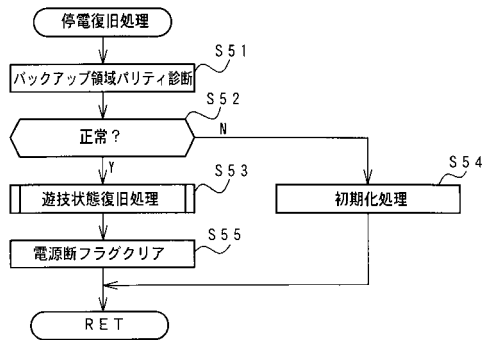 停電復旧処理
S51
バックアップ領域パリティ診断
S52
正常?
N
Y
S53
遊技状態復旧処理
S54
初期化処理
S55
電源断フラグクリア
RET